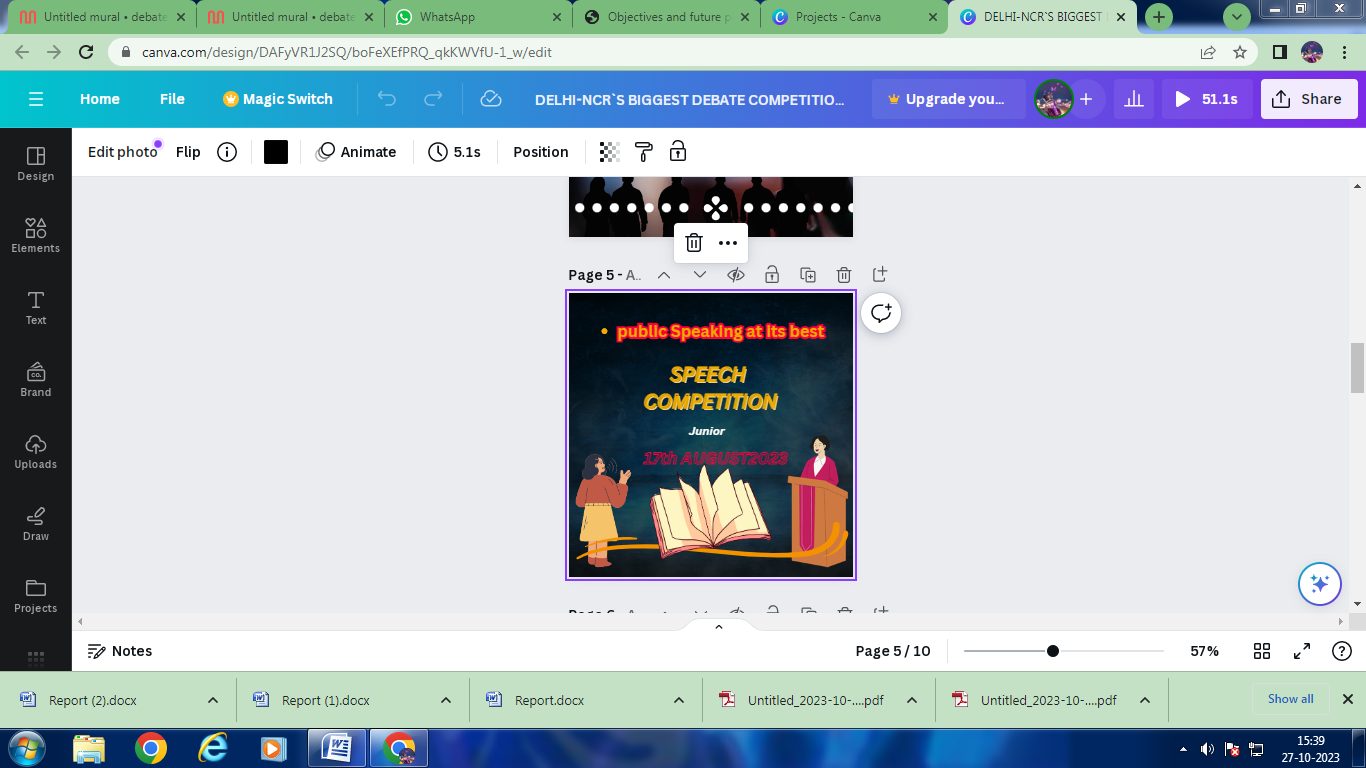 Untitled mural • debate
Untitled mural • debate
WhatsApp
Objectives and future p
Projects - Canva
DELHI-NCR`S BIGGEST
canva.com/design/DAFyVR1J2SQ/boFeXEfPRQ_qkKWVfU-1_w/edit
Home
File
Magic Switch
DELHI-NCR`S BIGGEST DEBATE COMPETITIO...
Upgrade you...
51.1s
Share
Edit photo
Flip
Animate
5.1s
Position
Design
Elements
Text
CO.
Brand
Uploads
Draw
Projects
Page 5 - A..
• public Speaking at its best
SPEECH
COMPETITION
Junior
17th AUGUST2023
Notes
Page 5 / 10
57%
Report (2).docx
Report (1).docx
Report.docx
Untitled_2023-10-....pdf
Untitled_2023-10-....pdf
Show all
15:39
27-10-2023